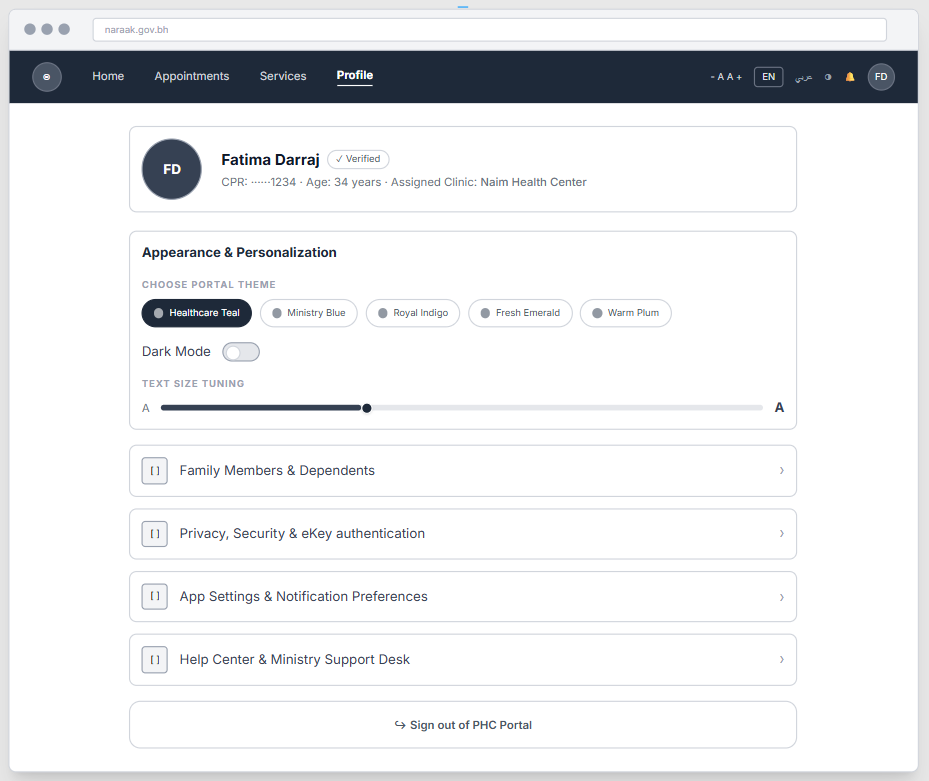 naraak.gov.bh
Home Appointments Services Profile
- A A + EN عربي FD
FD
Fatima Darraj ✓ Verified
CPR: ······1234 · Age: 34 years · Assigned Clinic: Naim Health Center
Appearance & Personalization
CHOOSE PORTAL THEME
Healthcare Teal Ministry Blue Royal Indigo Fresh Emerald Warm Plum
Dark Mode
TEXT SIZE TUNING
A A
[ ] Family Members & Dependents ›
[ ] Privacy, Security & eKey authentication ›
[ ] App Settings & Notification Preferences ›
[ ] Help Center & Ministry Support Desk ›
↪ Sign out of PHC Portal